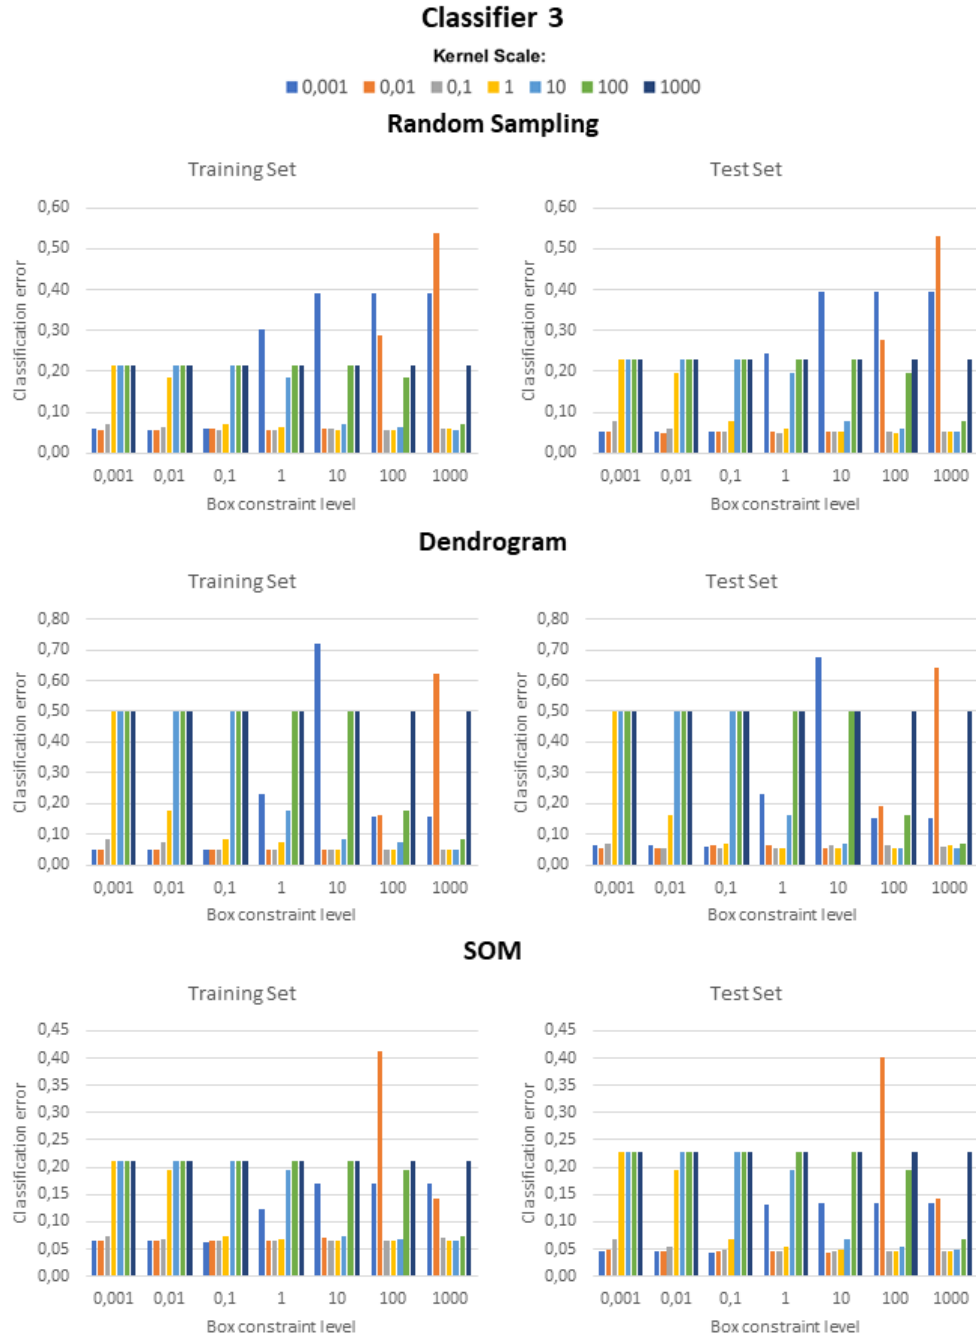 Classifier 3
Kernel Scale:
0,001 0,01 0,1 1 10 100 1000
Random Sampling
Training Set
0,60
0,50
0,40
0,30
0,20
0,10
0,00
Classification error
0,001 0,01 0,1 1 10 100 1000
Box constraint level
Test Set
0,60
0,50
0,40
0,30
0,20
0,10
0,00
Classification error
0,001 0,01 0,1 1 10 100 1000
Box constraint level
Dendrogram
Training Set
0,80
0,70
0,60
0,50
0,40
0,30
0,20
0,10
0,00
Classification error
0,001 0,01 0,1 1 10 100 1000
Box constraint level
Test Set
0,80
0,70
0,60
0,50
0,40
0,30
0,20
0,10
0,00
Classification error
0,001 0,01 0,1 1 10 100 1000
Box constraint level
SOM
Training Set
0,45
0,40
0,35
0,30
0,25
0,20
0,15
0,10
0,05
0,00
Classification error
0,001 0,01 0,1 1 10 100 1000
Box constraint level
Test Set
0,45
0,40
0,35
0,30
0,25
0,20
0,15
0,10
0,05
0,00
Classification error
0,001 0,01 0,1 1 10 100 1000
Box constraint level